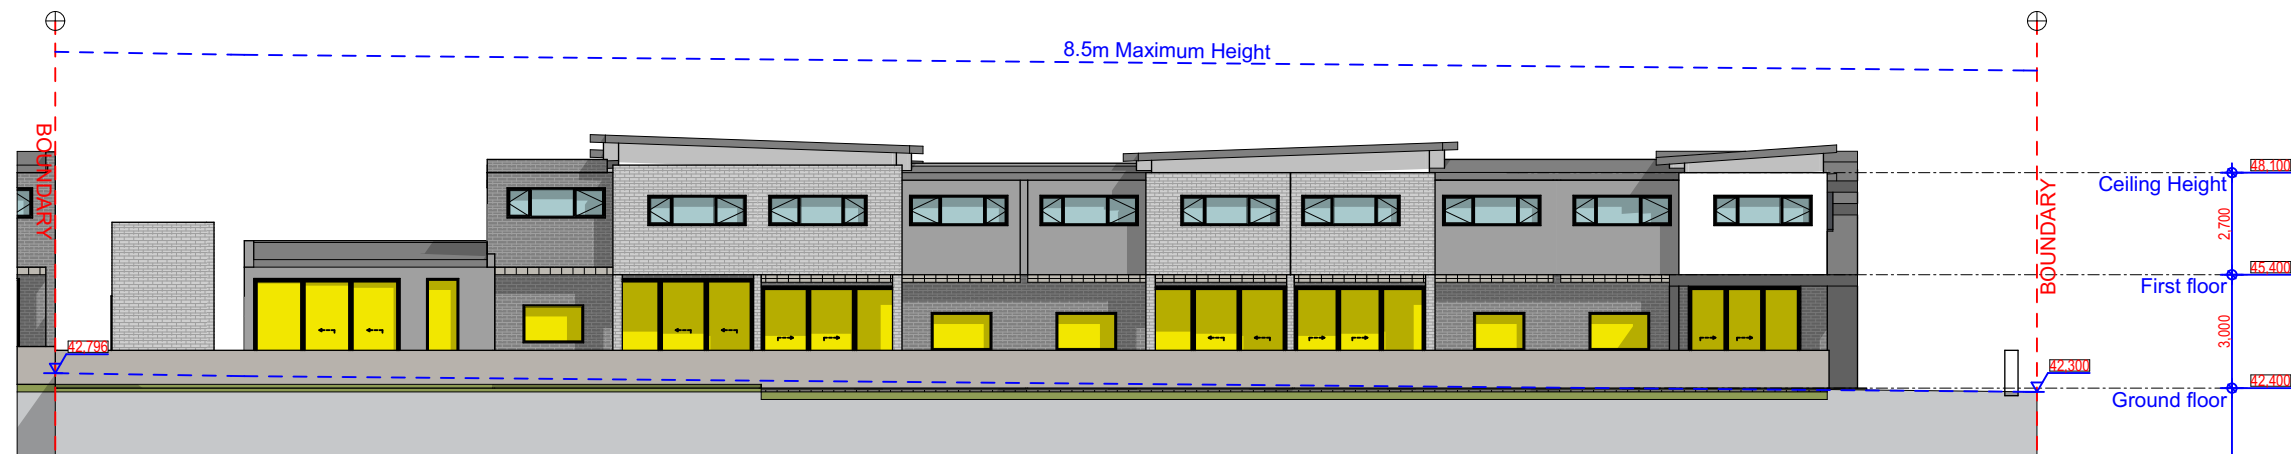 8.5m Maximum Height
BOUNDARY
BOUNDARY
48,100
Ceiling Height
2,700
45,400
First floor
3,000
42,796
42,300
42,400
Ground floor